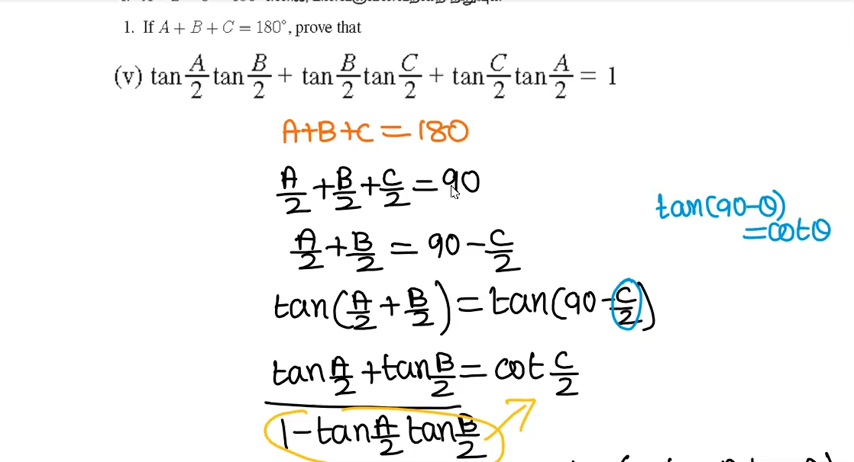 1. If A + B + C = 180°, prove that
(v) tan A/2 tan B/2 + tan B/2 tan C/2 + tan C/2 tan A/2 = 1
A+B+C = 180
A/2 + B/2 + C/2 = 90
tan(90-θ)
= cotθ
A/2 + B/2 = 90 - C/2
tan(A/2 + B/2) = tan(90 - C/2)
tan A/2 + tan B/2 = cot C/2
1 - tan A/2 tan B/2